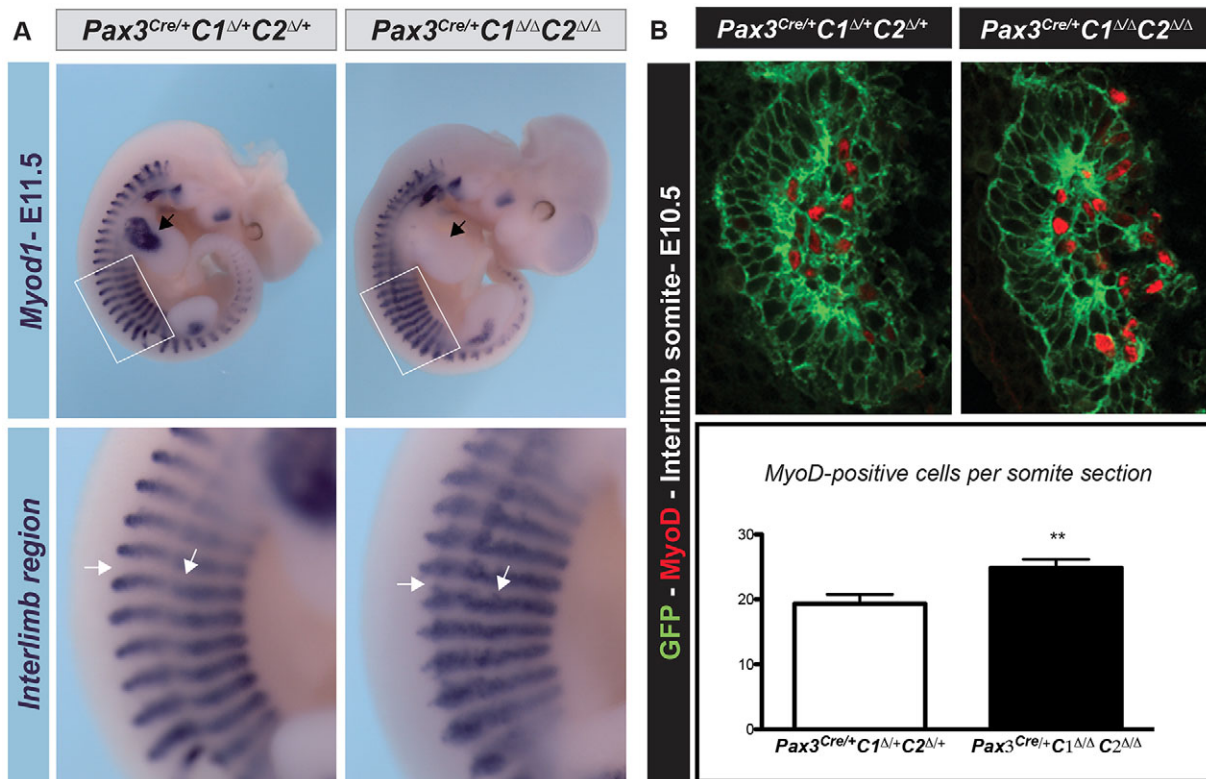 A
Pax3Cre/+C1Δ/+C2Δ/+
Pax3Cre/+C1Δ/ΔC2Δ/Δ
Myod1- E11.5
Interlimb region
B
Pax3Cre/+C1Δ/+C2Δ/+
Pax3Cre/+C1Δ/ΔC2Δ/Δ
GFP - MyoD - Interlimb somite- E10.5
MyoD-positive cells per somite section
30
20
10
0
**
Pax3Cre/+C1Δ/+C2Δ/+
Pax3Cre/+C1Δ/Δ C2Δ/Δ